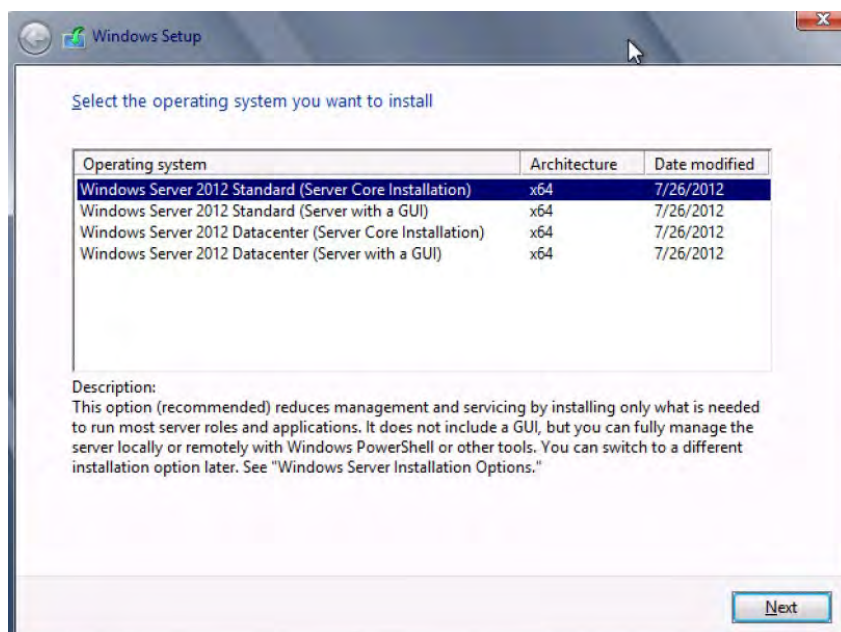 Windows Setup
Select the operating system you want to install
Operating system Architecture Date modified
Windows Server 2012 Standard (Server Core Installation) x64 7/26/2012
Windows Server 2012 Standard (Server with a GUI) x64 7/26/2012
Windows Server 2012 Datacenter (Server Core Installation) x64 7/26/2012
Windows Server 2012 Datacenter (Server with a GUI) x64 7/26/2012
Description:
This option (recommended) reduces management and servicing by installing only what is needed
to run most server roles and applications. It does not include a GUI, but you can fully manage the
server locally or remotely with Windows PowerShell or other tools. You can switch to a different
installation option later. See "Windows Server Installation Options."
Next